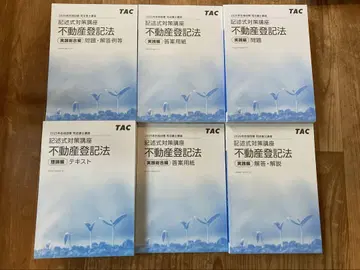 TAC
記述式対策講座
不動産登記法
実践総合編 問題・解答例等
TAC
記述式対策講座
不動産登記法
実践編 答案用紙
TAC
記述式対策講座
不動産登記法
実践編 問題
TAC
記述式対策講座
不動産登記法
理論編 テキスト
TAC
記述式対策講座
不動産登記法
実践総合編 答案用紙
TAC
記述式対策講座
不動産登記法
実践編 解答・解説